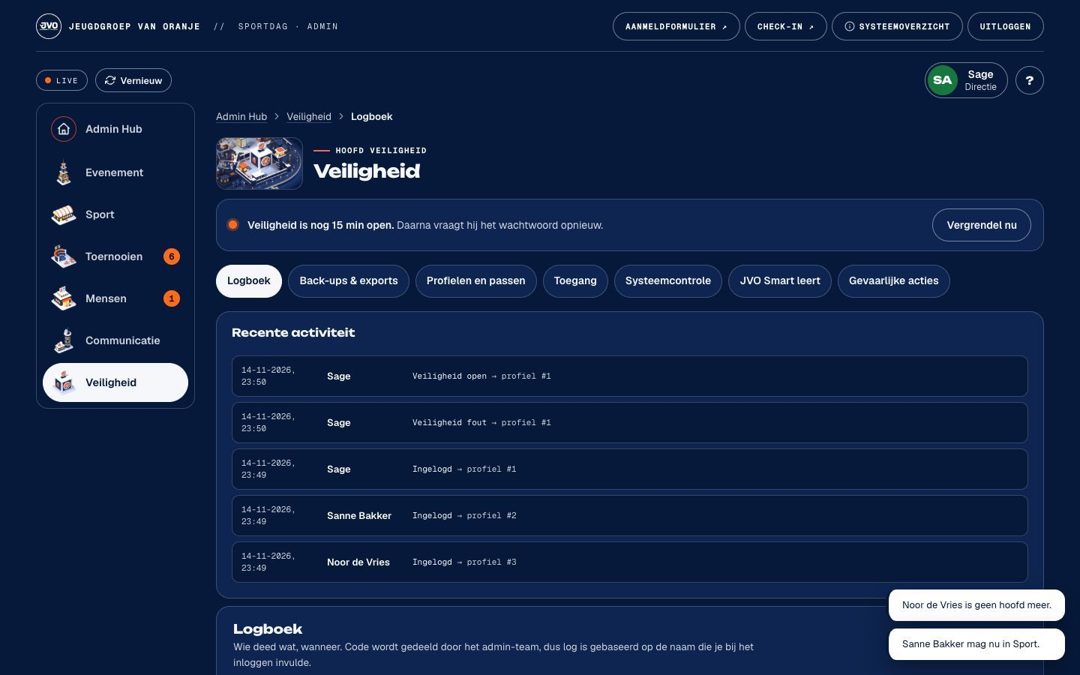 JVO JEUGDGROEP VAN ORANJE // SPORTDAG · ADMIN
AANMELDFORMULIER ↗ CHECK-IN ↗ SYSTEEMOVERZICHT UITLOGGEN
LIVE Vernieuw
SA Sage
Directie
?
Admin Hub
Evenement
Sport
Toernooien 6
Mensen 1
Communicatie
Veiligheid
Admin Hub > Veiligheid > Logboek
HOOFD VEILIGHEID
Veiligheid
Veiligheid is nog 15 min open. Daarna vraagt hij het wachtwoord opnieuw.
Vergrendel nu
Logboek Back-ups & exports Profielen en passen Toegang Systeemcontrole JVO Smart leert Gevaarlijke acties
Recente activiteit
14-11-2026,
23:50
Sage
Veiligheid open → profiel #1
14-11-2026,
23:50
Sage
Veiligheid fout → profiel #1
14-11-2026,
23:49
Sage
Ingelogd → profiel #1
14-11-2026,
23:49
Sanne Bakker
Ingelogd → profiel #2
14-11-2026,
23:49
Noor de Vries
Ingelogd → profiel #3
Logboek
Wie deed wat, wanneer. Code wordt gedeeld door het admin-team, dus log is gebaseerd op de naam die je bij het
inloggen invulde.
Noor de Vries is geen hoofd meer.
Sanne Bakker mag nu in Sport.